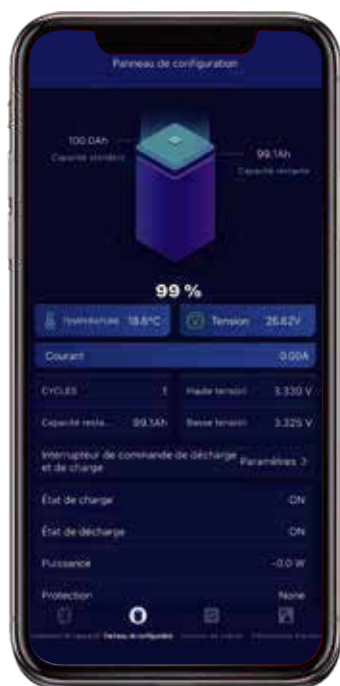 Panneau de configuration
100.0Ah
Capacité standard
99.1Ah
Capacité restante
99 %
Température 18.6°C
Tension 26.62V
Courant 0.00A
CYCLES 1
Haute tension 3.330 V
Capacité resta... 99.1Ah
Basse tension 3.325 V
Interrupteur de commande de décharge
et de charge
Paramètres >
État de charge ON
État de décharge ON
Puissance -0.0 W
Protection None
Panneau de configuration